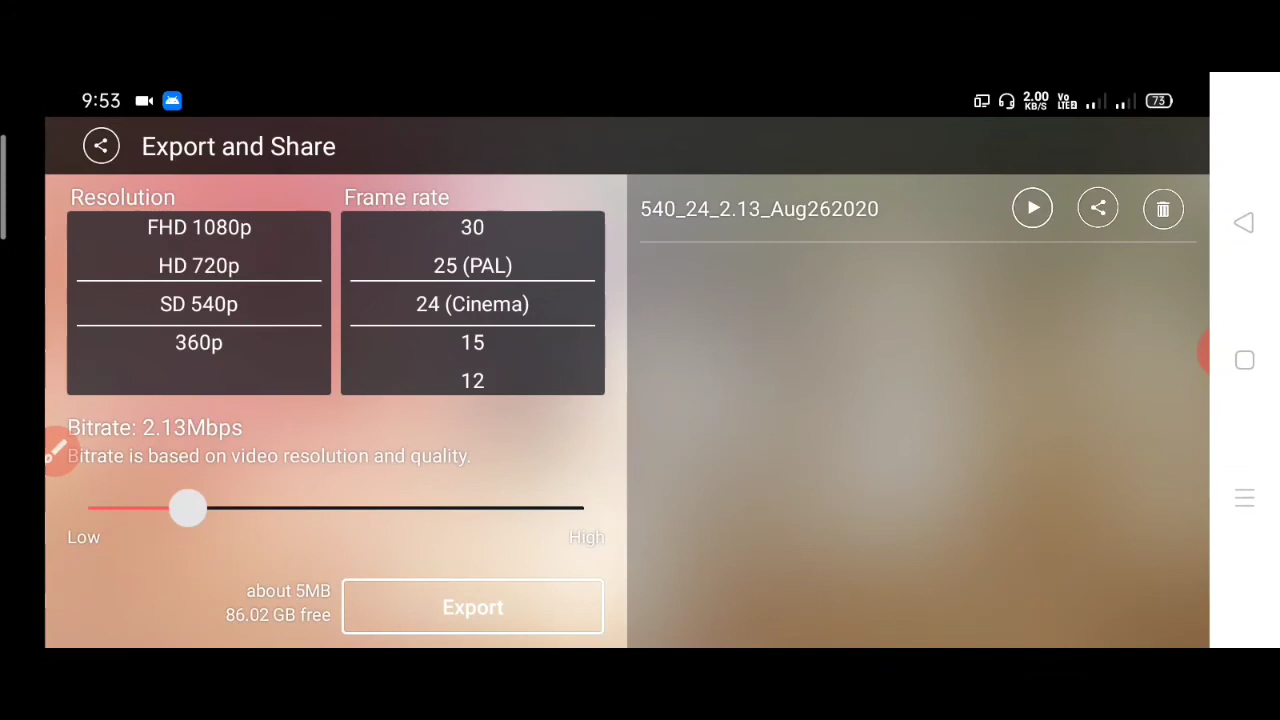 9:53
2.00
KB/S
Vo
LTE2
73
Export and Share
Resolution
FHD 1080p
HD 720p
SD 540p
360p
Frame rate
30
25 (PAL)
24 (Cinema)
15
12
Bitrate: 2.13Mbps
Bitrate is based on video resolution and quality.
Low
High
about 5MB
86.02 GB free
Export
540_24_2.13_Aug262020